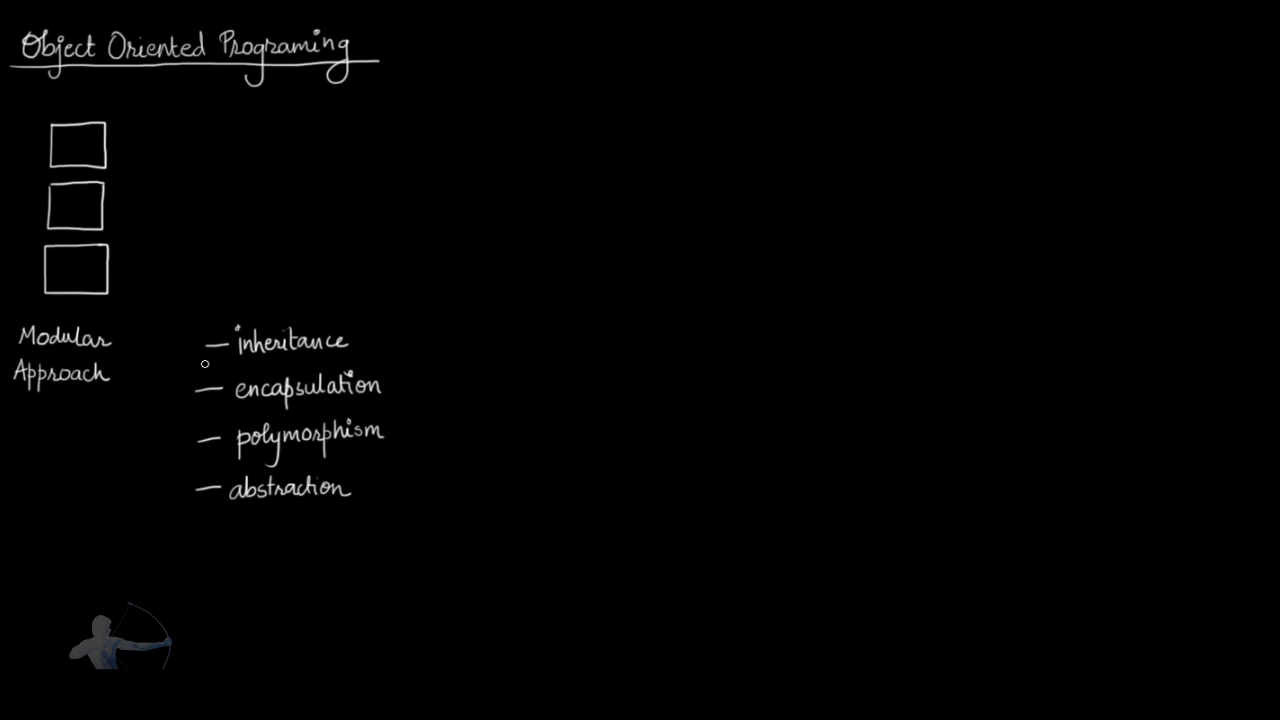 Object Oriented Programing
Modular
Approach
— inheritance
— encapsulation
— polymorphism
— abstraction